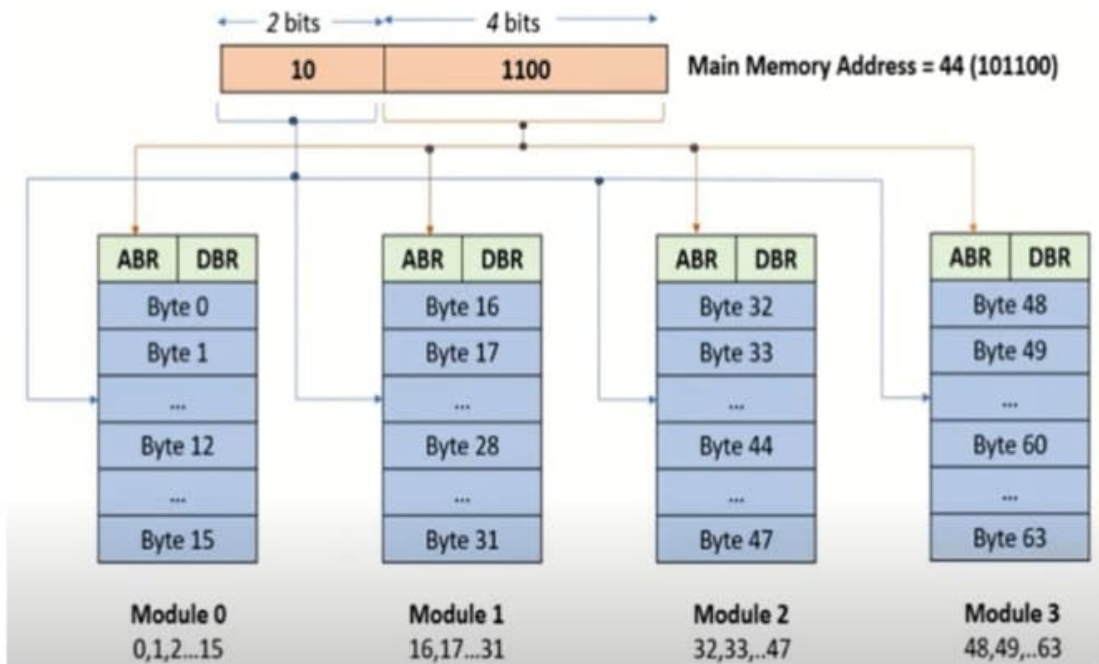 2 bits 4 bits
10 1100 Main Memory Address = 44 (101100)
ABR DBR ABR DBR ABR DBR ABR DBR
Byte 0 Byte 16 Byte 32 Byte 48
Byte 1 Byte 17 Byte 33 Byte 49
... ... ... ...
Byte 12 Byte 28 Byte 44 Byte 60
... ... ... ...
Byte 15 Byte 31 Byte 47 Byte 63
Module 0 Module 1 Module 2 Module 3
0,1,2...15 16,17...31 32,33,..47 48,49,..63